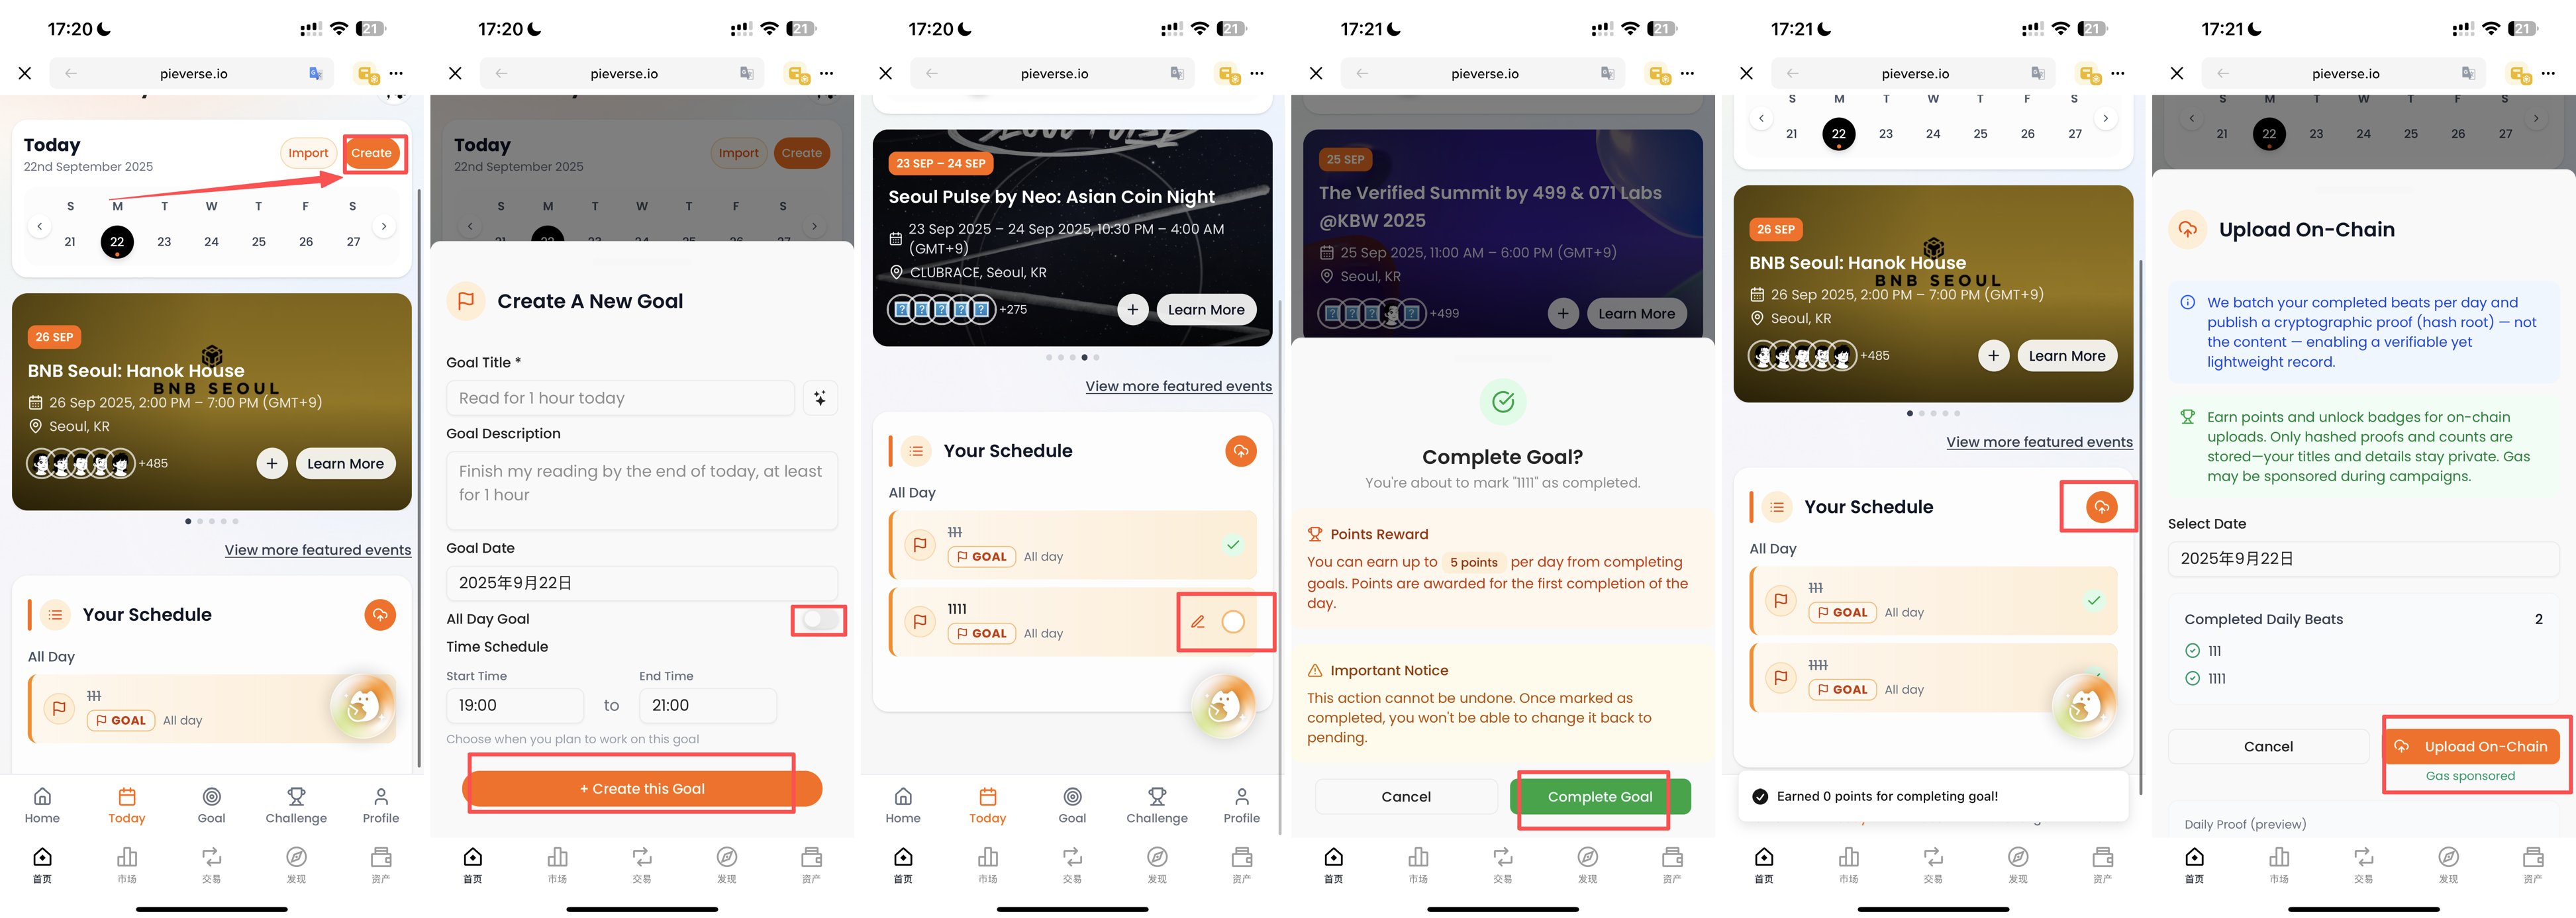 17:20
21
pieverse.io
Today
22nd September 2025
Import
Create
S M T W T F S
21 22 23 24 25 26 27
26 SEP
BNB Seoul: Hanok House
BNB SEOUL
26 Sep 2025, 2:00 PM – 7:00 PM (GMT+9)
Seoul, KR
+485
+
Learn More
View more featured events
Your Schedule
All Day
111
GOAL
All day
Home
Today
Goal
Challenge
Profile
首页
市场
交易
发现
资产
17:20
21
pieverse.io
Today
22nd September 2025
Import
Create
S M T W T F S
21 22 23 24 25 26 27
Create A New Goal
Goal Title *
Read for 1 hour today
Goal Description
Finish my reading by the end of today, at least
for 1 hour
Goal Date
2025年9月22日
All Day Goal
Time Schedule
Start Time
End Time
19:00
to
21:00
Choose when you plan to work on this goal
+ Create this Goal
首页
市场
交易
发现
资产
17:20
21
pieverse.io
23 SEP – 24 SEP
Seoul Pulse by Neo: Asian Coin Night
23 Sep 2025 – 24 Sep 2025, 10:30 PM – 4:00 AM
(GMT+9)
CLUBRACE, Seoul, KR
+275
+
Learn More
View more featured events
Your Schedule
All Day
111
GOAL
All day
1111
GOAL
All day
Home
Today
Goal
Challenge
Profile
首页
市场
交易
发现
资产
17:21
21
pieverse.io
25 SEP
The Verified Summit by 499 & 071 Labs
@KBW 2025
25 Sep 2025, 11:00 AM – 6:00 PM (GMT+9)
Seoul, KR
+499
+
Learn More
Complete Goal?
You're about to mark "1111" as completed.
Points Reward
You can earn up to 5 points per day from completing
goals. Points are awarded for the first completion of the
day.
Important Notice
This action cannot be undone. Once marked as
completed, you won't be able to change it back to
pending.
Cancel
Complete Goal
首页
市场
交易
发现
资产
17:21
21
pieverse.io
S M T W T F S
21 22 23 24 25 26 27
26 SEP
BNB Seoul: Hanok House
BNB SEOUL
26 Sep 2025, 2:00 PM – 7:00 PM (GMT+9)
Seoul, KR
+485
+
Learn More
View more featured events
Your Schedule
All Day
111
GOAL
All day
1111
GOAL
All day
Earned 0 points for completing goal!
首页
市场
交易
发现
资产
17:21
21
pieverse.io
S M T W T F S
21 22 23 24 25 26 27
Upload On-Chain
We batch your completed beats per day and
publish a cryptographic proof (hash root) — not
the content — enabling a verifiable yet
lightweight record.
Earn points and unlock badges for on-chain
uploads. Only hashed proofs and counts are
stored—your titles and details stay private. Gas
may be sponsored during campaigns.
Select Date
2025年9月22日
Completed Daily Beats
2
111
1111
Cancel
Upload On-Chain
Gas sponsored
Daily Proof (preview)
首页
市场
交易
发现
资产